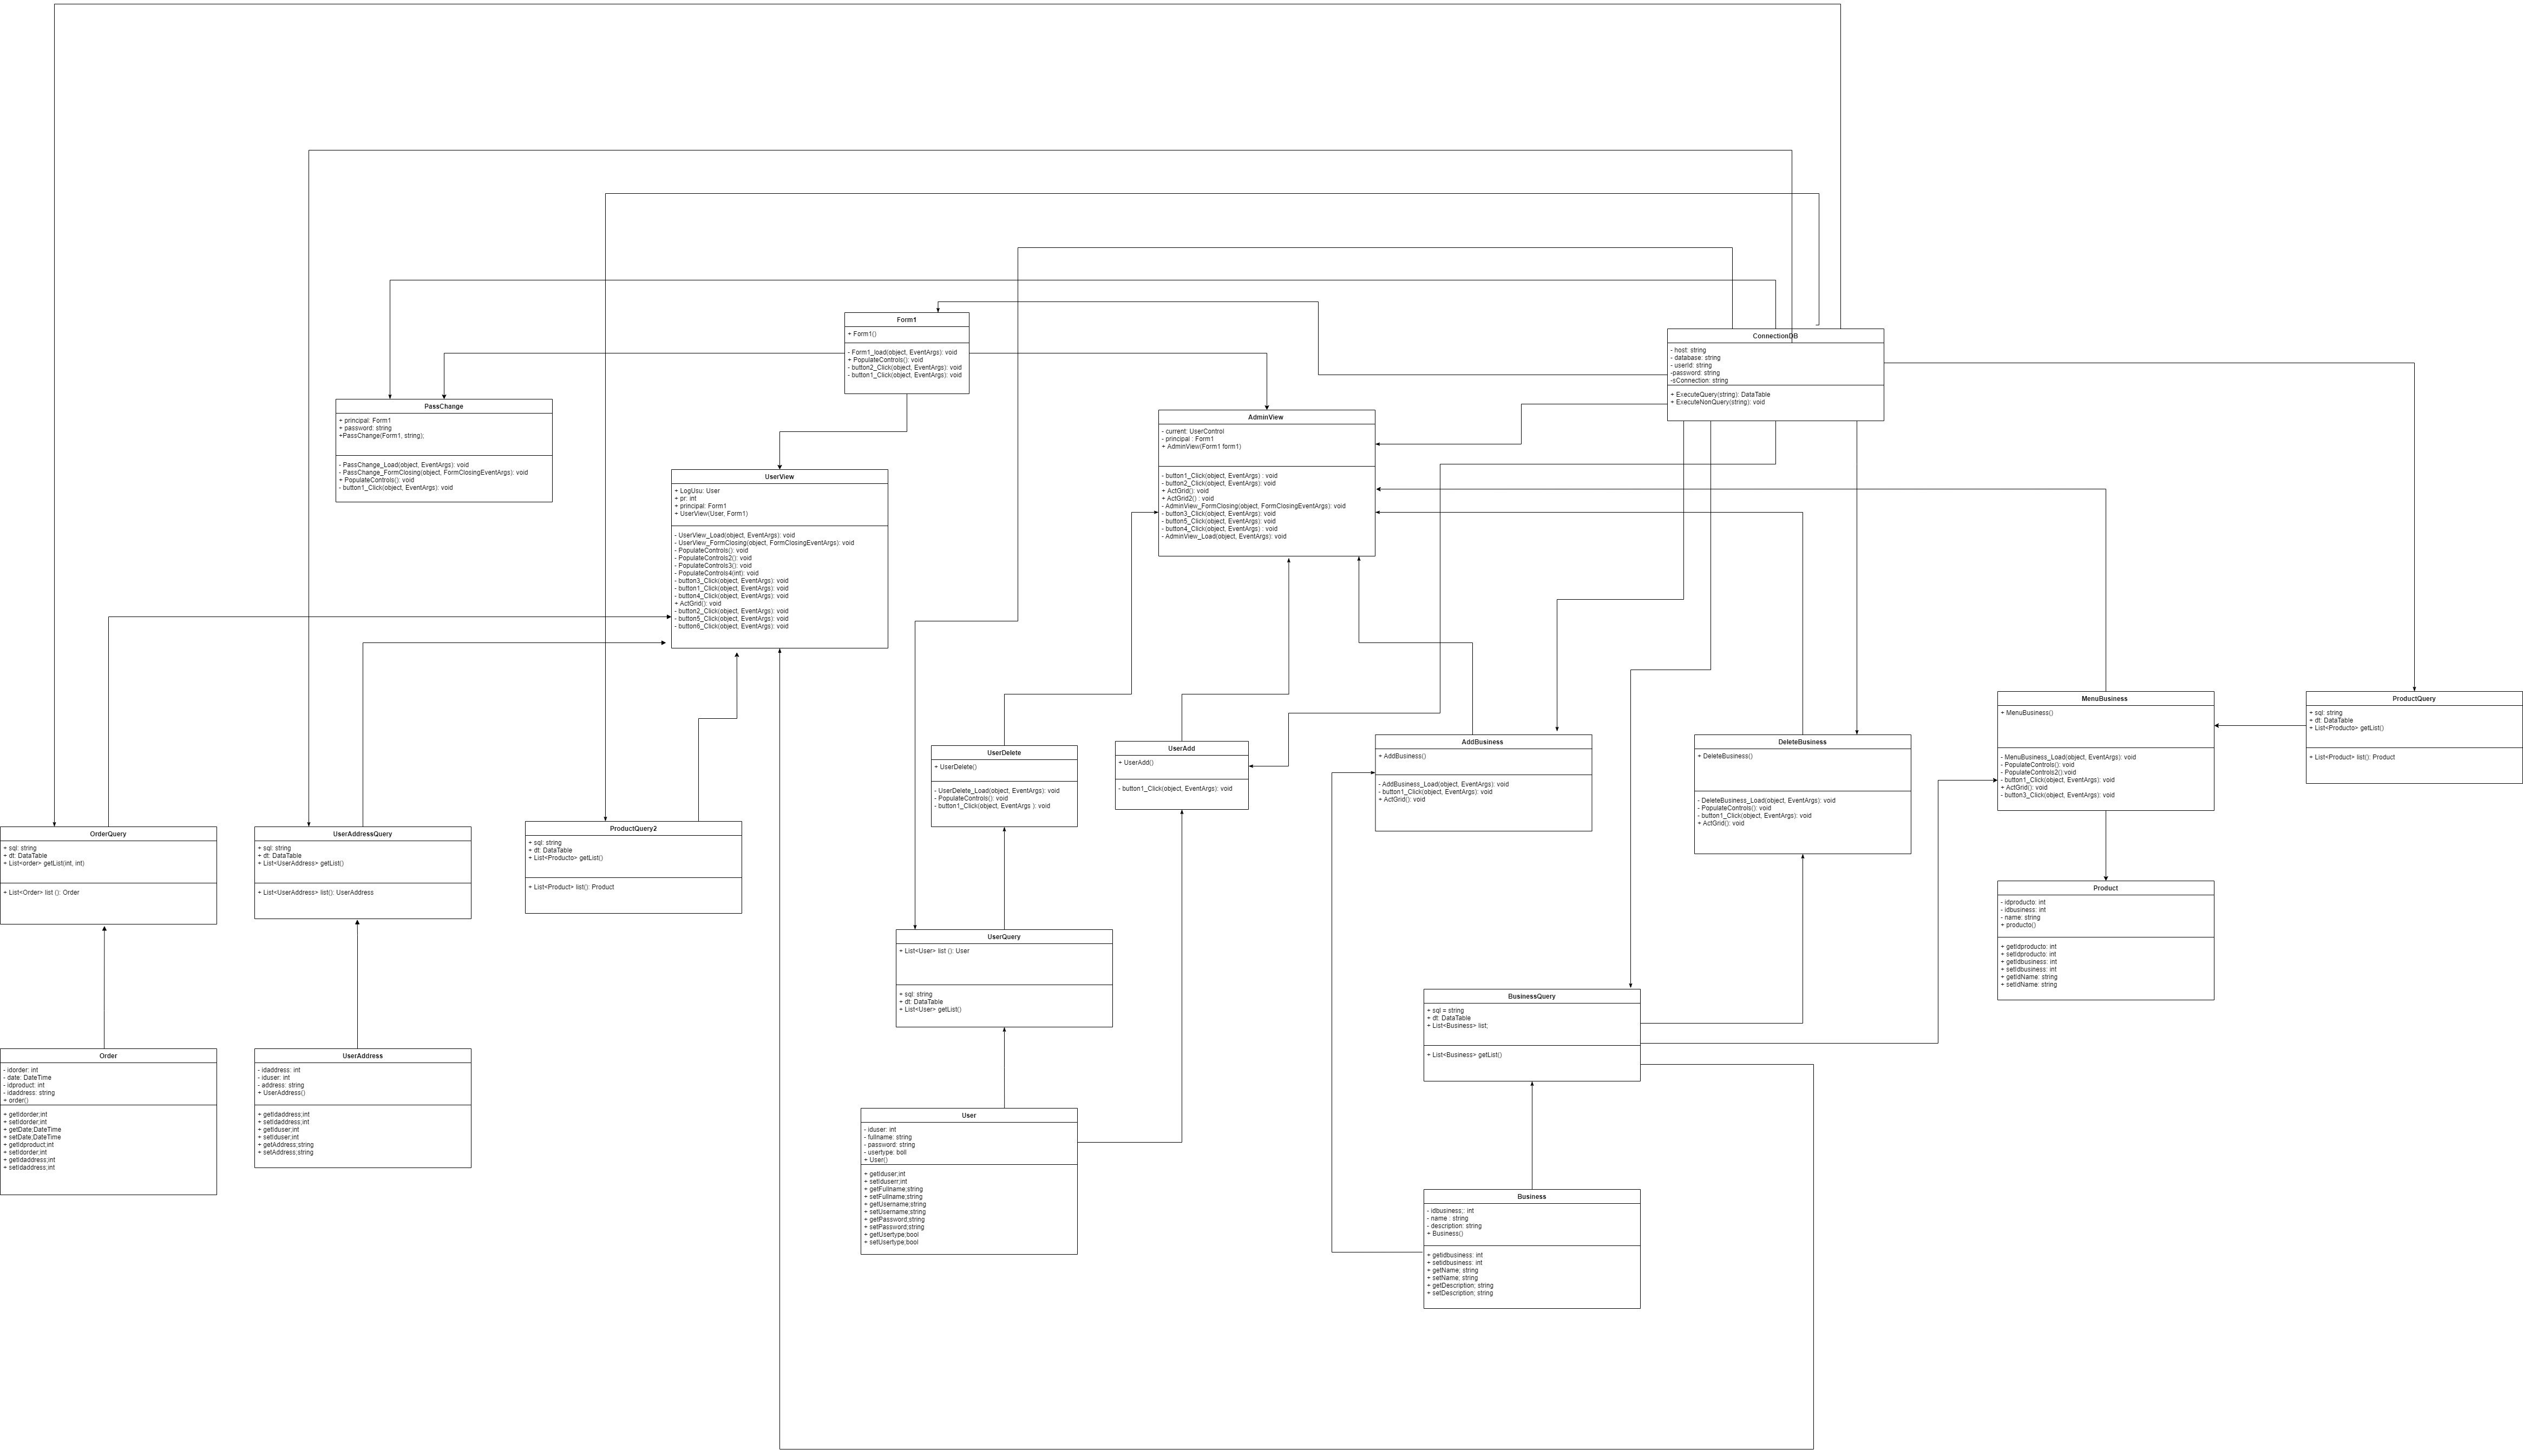 Form1
+ Form1()
- Form1_load(object, EventArgs): void
+ PopulateControls(): void
- button2_Click(object, EventArgs): void
- button1_Click(object, EventArgs): void
ConnectionDB
- host: string
- database: string
- userId: string
-password: string
-sConnection: string
+ ExecuteQuery(string): DataTable
+ ExecuteNonQuery(string): void
PassChange
+ principal: Form1
+ password: string
+PassChange(Form1, string);
- PassChange_Load(object, EventArgs): void
- PassChange_FormClosing(object, FormClosingEventArgs): void
+ PopulateControls(): void
- button1_Click(object, EventArgs): void
AdminView
- current: UserControl
- principal : Form1
+ AdminView(Form1 form1)
- button1_Click(object, EventArgs) : void
- button2_Click(object, EventArgs): void
+ ActGrid(): void
+ ActGrid2() : void
- AdminView_FormClosing(object, FormClosingEventArgs): void
- button3_Click(object, EventArgs): void
- button5_Click(object, EventArgs): void
- button4_Click(object, EventArgs) : void
- AdminView_Load(object, EventArgs): void
UserView
+ LogUsu: User
+ pr: int
+ principal: Form1
+ UserView(User, Form1)
- UserView_Load(object, EventArgs): void
- UserView_FormClosing(object, FormClosingEventArgs): void
- PopulateControls(): void
- PopulateControls2(): void
- PopulateControls3(): void
- PopulateControls4(int): void
- button3_Click(object, EventArgs): void
- button1_Click(object, EventArgs): void
- button4_Click(object, EventArgs): void
+ ActGrid(): void
- button2_Click(object, EventArgs): void
- button5_Click(object, EventArgs): void
- button6_Click(object, EventArgs): void
MenuBusiness
+ MenuBusiness()
- MenuBusiness_Load(object, EventArgs): void
- PopulateControls(): void
- PopulateControls2():void
- button1_Click(object, EventArgs): void
+ ActGrid(): void
- button3_Click(object, EventArgs): void
ProductQuery
+ sql: string
+ dt: DataTable
+ List<Producto> getList()
+ List<Product> list(): Product
UserDelete
+ UserDelete()
- UserDelete_Load(object, EventArgs): void
- PopulateControls(): void
- button1_Click(object, EventArgs ): void
UserAdd
+ UserAdd()
- button1_Click(object, EventArgs): void
AddBusiness
+ AddBusiness()
- AddBusiness_Load(object, EventArgs): void
- button1_Click(object, EventArgs): void
+ ActGrid(): void
DeleteBusiness
+ DeleteBusiness()
- DeleteBusiness_Load(object, EventArgs): void
- PopulateControls(): void
- button1_Click(object, EventArgs): void
+ ActGrid(): void
OrderQuery
+ sql: string
+ dt: DataTable
+ List<order> getList(int, int)
+ List<Order> list (): Order
UserAddressQuery
+ sql: string
+ dt: DataTable
+ List<UserAddress> getList()
+ List<UserAddress> list(): UserAddress
ProductQuery2
+ sql: string
+ dt: DataTable
+ List<Producto> getList()
+ List<Product> list(): Product
Product
- idproducto: int
- idbusiness: int
- name: string
+ producto()
+ getIdproducto: int
+ setIdproducto: int
+ getIdbusiness: int
+ setIdbusiness: int
+ getIdName: string
+ setIdName: string
UserQuery
+ List<User> list (): User
+ sql: string
+ dt: DataTable
+ List<User> getList()
BusinessQuery
+ sql = string
+ dt: DataTable
+ List<Business> list;
+ List<Business> getList()
Order
- idorder: int
- date: DateTime
- idproduct: int
- idaddress: string
+ order()
+ getIdorder;int
+ setIdorder;int
+ getDate;DateTime
+ setDate;DateTime
+ getIdproduct;int
+ setIdorder;int
+ getIdaddress;int
+ setIdaddress;int
UserAddress
- idaddress: int
- iduser: int
- address: string
+ UserAddress()
+ getIdaddress;int
+ setIdaddress;int
+ getIduser;int
+ setIduser;int
+ getAddress;string
+ setAddress;string
User
- iduser: int
- fullname: string
- password: string
- usertype: boll
+ User()
+ getIduser;int
+ setIduserr;int
+ getFullname;string
+ setFullname;string
+ getUsername;string
+ setUsername;string
+ getPassword;string
+ setPassword;string
+ getUsertype;bool
+ setUsertype;bool
Business
- idbusiness;: int
- name : string
- description: string
+ Business()
+ getidbusiness: int
+ setidbusiness: int
+ getName; string
+ setName; string
+ getDescription; string
+ setDescription; string